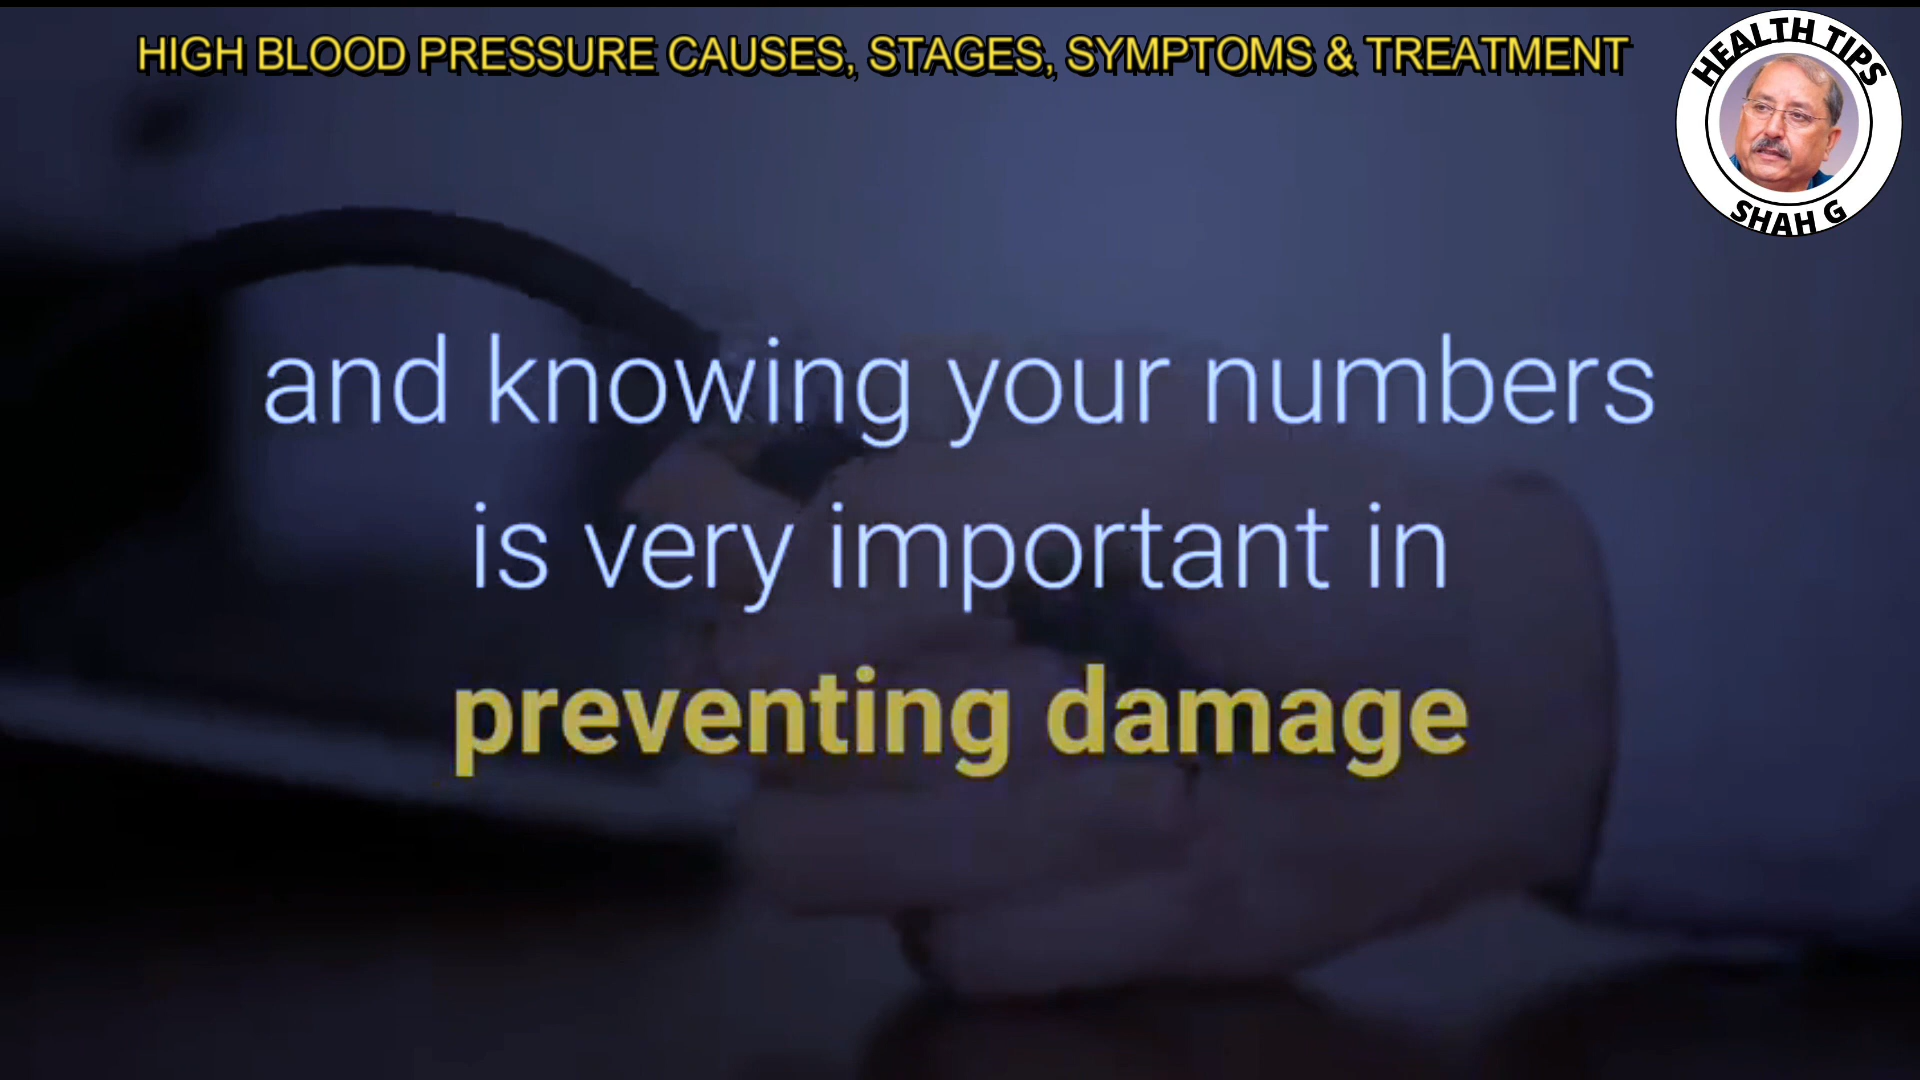 HIGH BLOOD PRESSURE CAUSES, STAGES, SYMPTOMS & TREATMENT
HEALTH TIPS
SHAH G
and knowing your numbers
is very important in
preventing damage